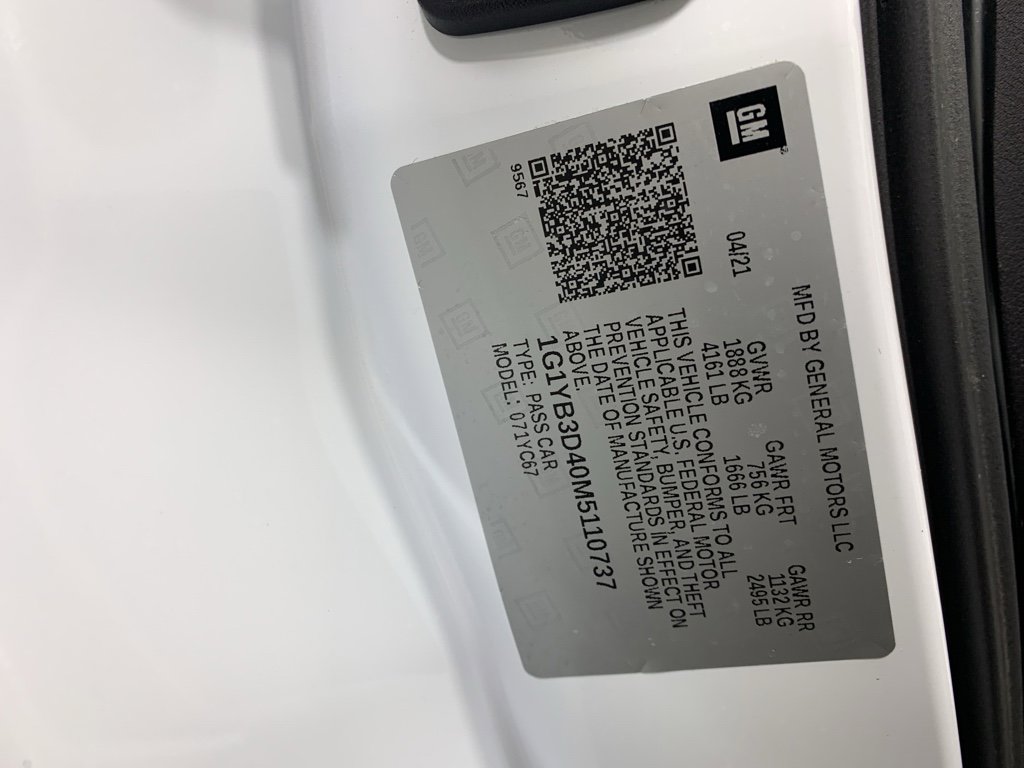 MFD BY GENERAL MOTORS LLC
GM
04/21
GVWR
1888 KG
4161 LB
GAWR FRT
756 KG
1666 LB
GAWR RR
1132 KG
2495 LB
THIS VEHICLE CONFORMS TO ALL
APPLICABLE U.S. FEDERAL MOTOR
VEHICLE SAFETY, BUMPER, AND THEFT
PREVENTION STANDARDS IN EFFECT ON
THE DATE OF MANUFACTURE SHOWN
ABOVE.
1G1YB3D40M5110737
TYPE: PASS CAR
MODEL: 071YC67
9567